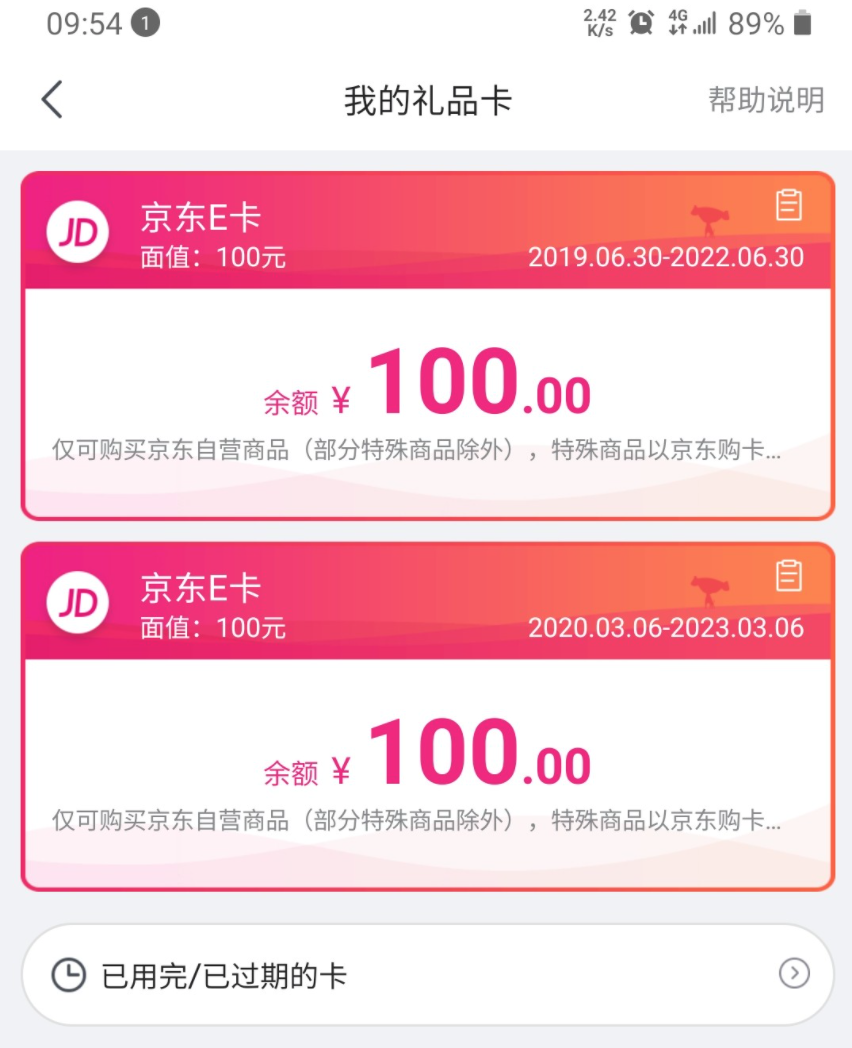 09:54 1 2.42 K/s 4G 89%
我的礼品卡 帮助说明
JD 京东E卡
面值：100元 2019.06.30-2022.06.30
余额 ¥ 100.00
仅可购买京东自营商品（部分特殊商品除外），特殊商品以京东购卡...
JD 京东E卡
面值：100元 2020.03.06-2023.03.06
余额 ¥ 100.00
仅可购买京东自营商品（部分特殊商品除外），特殊商品以京东购卡...
已用完/已过期的卡